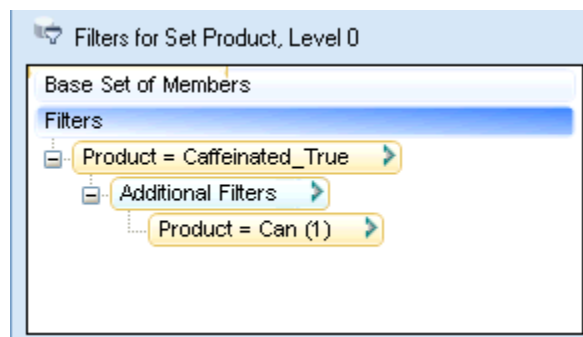 Filters for Set Product, Level 0
Base Set of Members
Filters
Product = Caffeinated_True
Additional Filters
Product = Can (1)